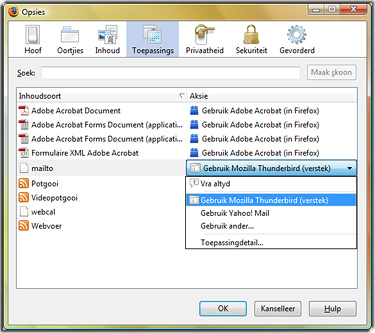 Opsies
Hoof Oortjies Inhoud Toepassings Privaatheid Sekuriteit Gevorderd
Soek: Maak skoon
Inhoudsoort Aksie
Adobe Acrobat Document Gebruik Adobe Acrobat (in Firefox)
Adobe Acrobat Forms Document (applicati... Gebruik Adobe Acrobat (in Firefox)
Adobe Acrobat Forms Document (applicati... Gebruik Adobe Acrobat (in Firefox)
Formulaire XML Adobe Acrobat Gebruik Adobe Acrobat (in Firefox)
mailto Gebruik Mozilla Thunderbird (verstek)
Potgooi Vra altyd
Videopotgooi Gebruik Mozilla Thunderbird (verstek)
webcal Gebruik Yahoo! Mail
Webvoer Gebruik ander...
Toepassingdetail...
OK Kanselleer Hulp